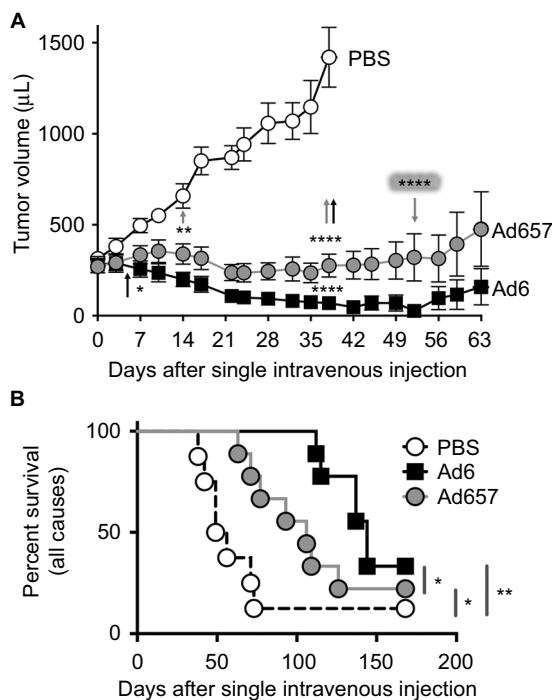 A
Tumor volume (μL)
1500
1000
500
0
PBS
Ad657
Ad6
*
**
****
****
****
0 7 14 21 28 35 42 49 56 63
Days after single intravenous injection
B
Percent survival
(all causes)
100
50
0
PBS
Ad6
Ad657
*
*
**
0 50 100 150 200
Days after single intravenous injection